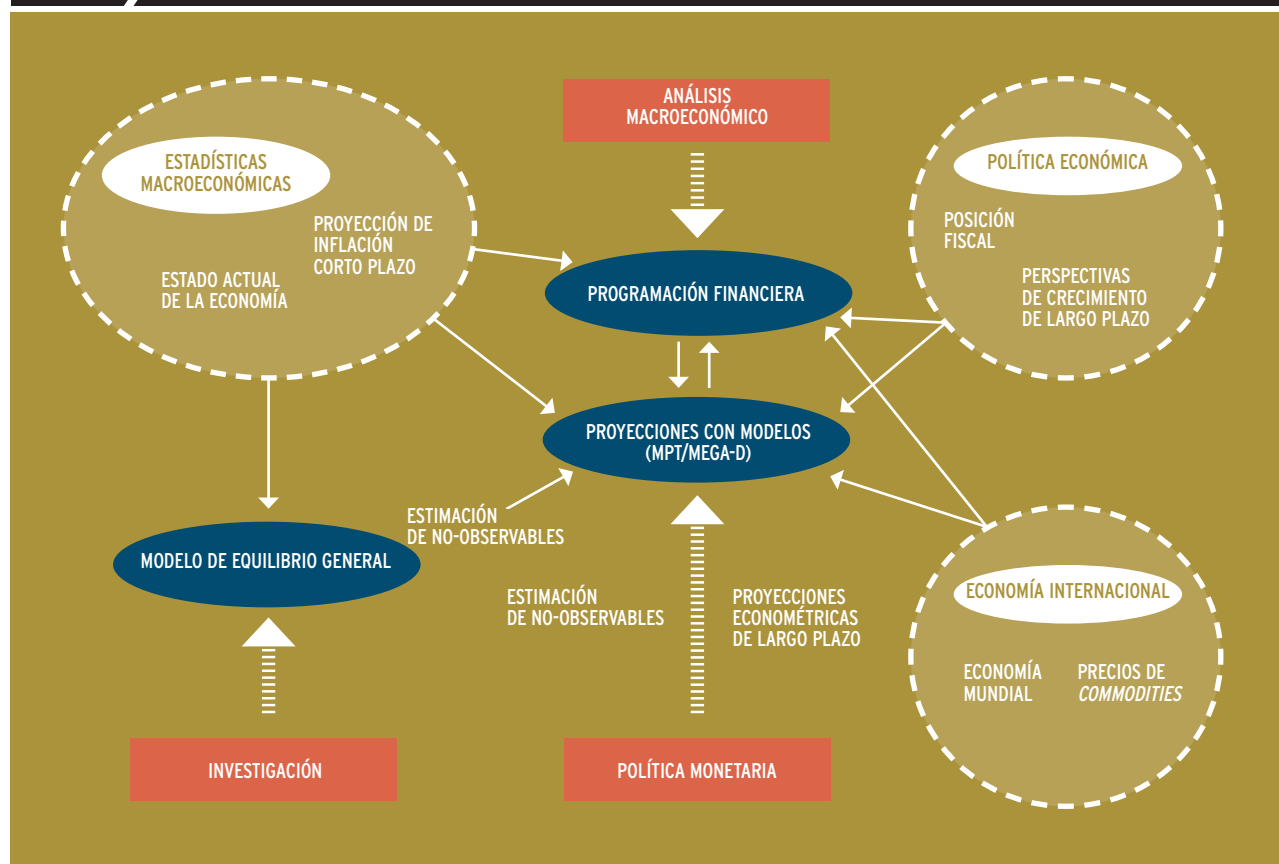 ANÁLISIS
MACROECONÓMICO
ESTADÍSTICAS
MACROECONÓMICAS
PROYECCIÓN DE
INFLACIÓN
CORTO PLAZO
ESTADO ACTUAL
DE LA ECONOMÍA
POLÍTICA ECONÓMICA
POSICIÓN
FISCAL
PERSPECTIVAS
DE CRECIMIENTO
DE LARGO PLAZO
PROGRAMACIÓN FINANCIERA
PROYECCIONES CON MODELOS
(MPT/MEGA-D)
ESTIMACIÓN
DE NO-OBSERVABLES
MODELO DE EQUILIBRIO GENERAL
ESTIMACIÓN
DE NO-OBSERVABLES
PROYECCIONES
ECONOMÉTRICAS
DE LARGO PLAZO
ECONOMÍA INTERNACIONAL
ECONOMÍA
MUNDIAL
PRECIOS DE
COMMODITIES
INVESTIGACIÓN
POLÍTICA MONETARIA